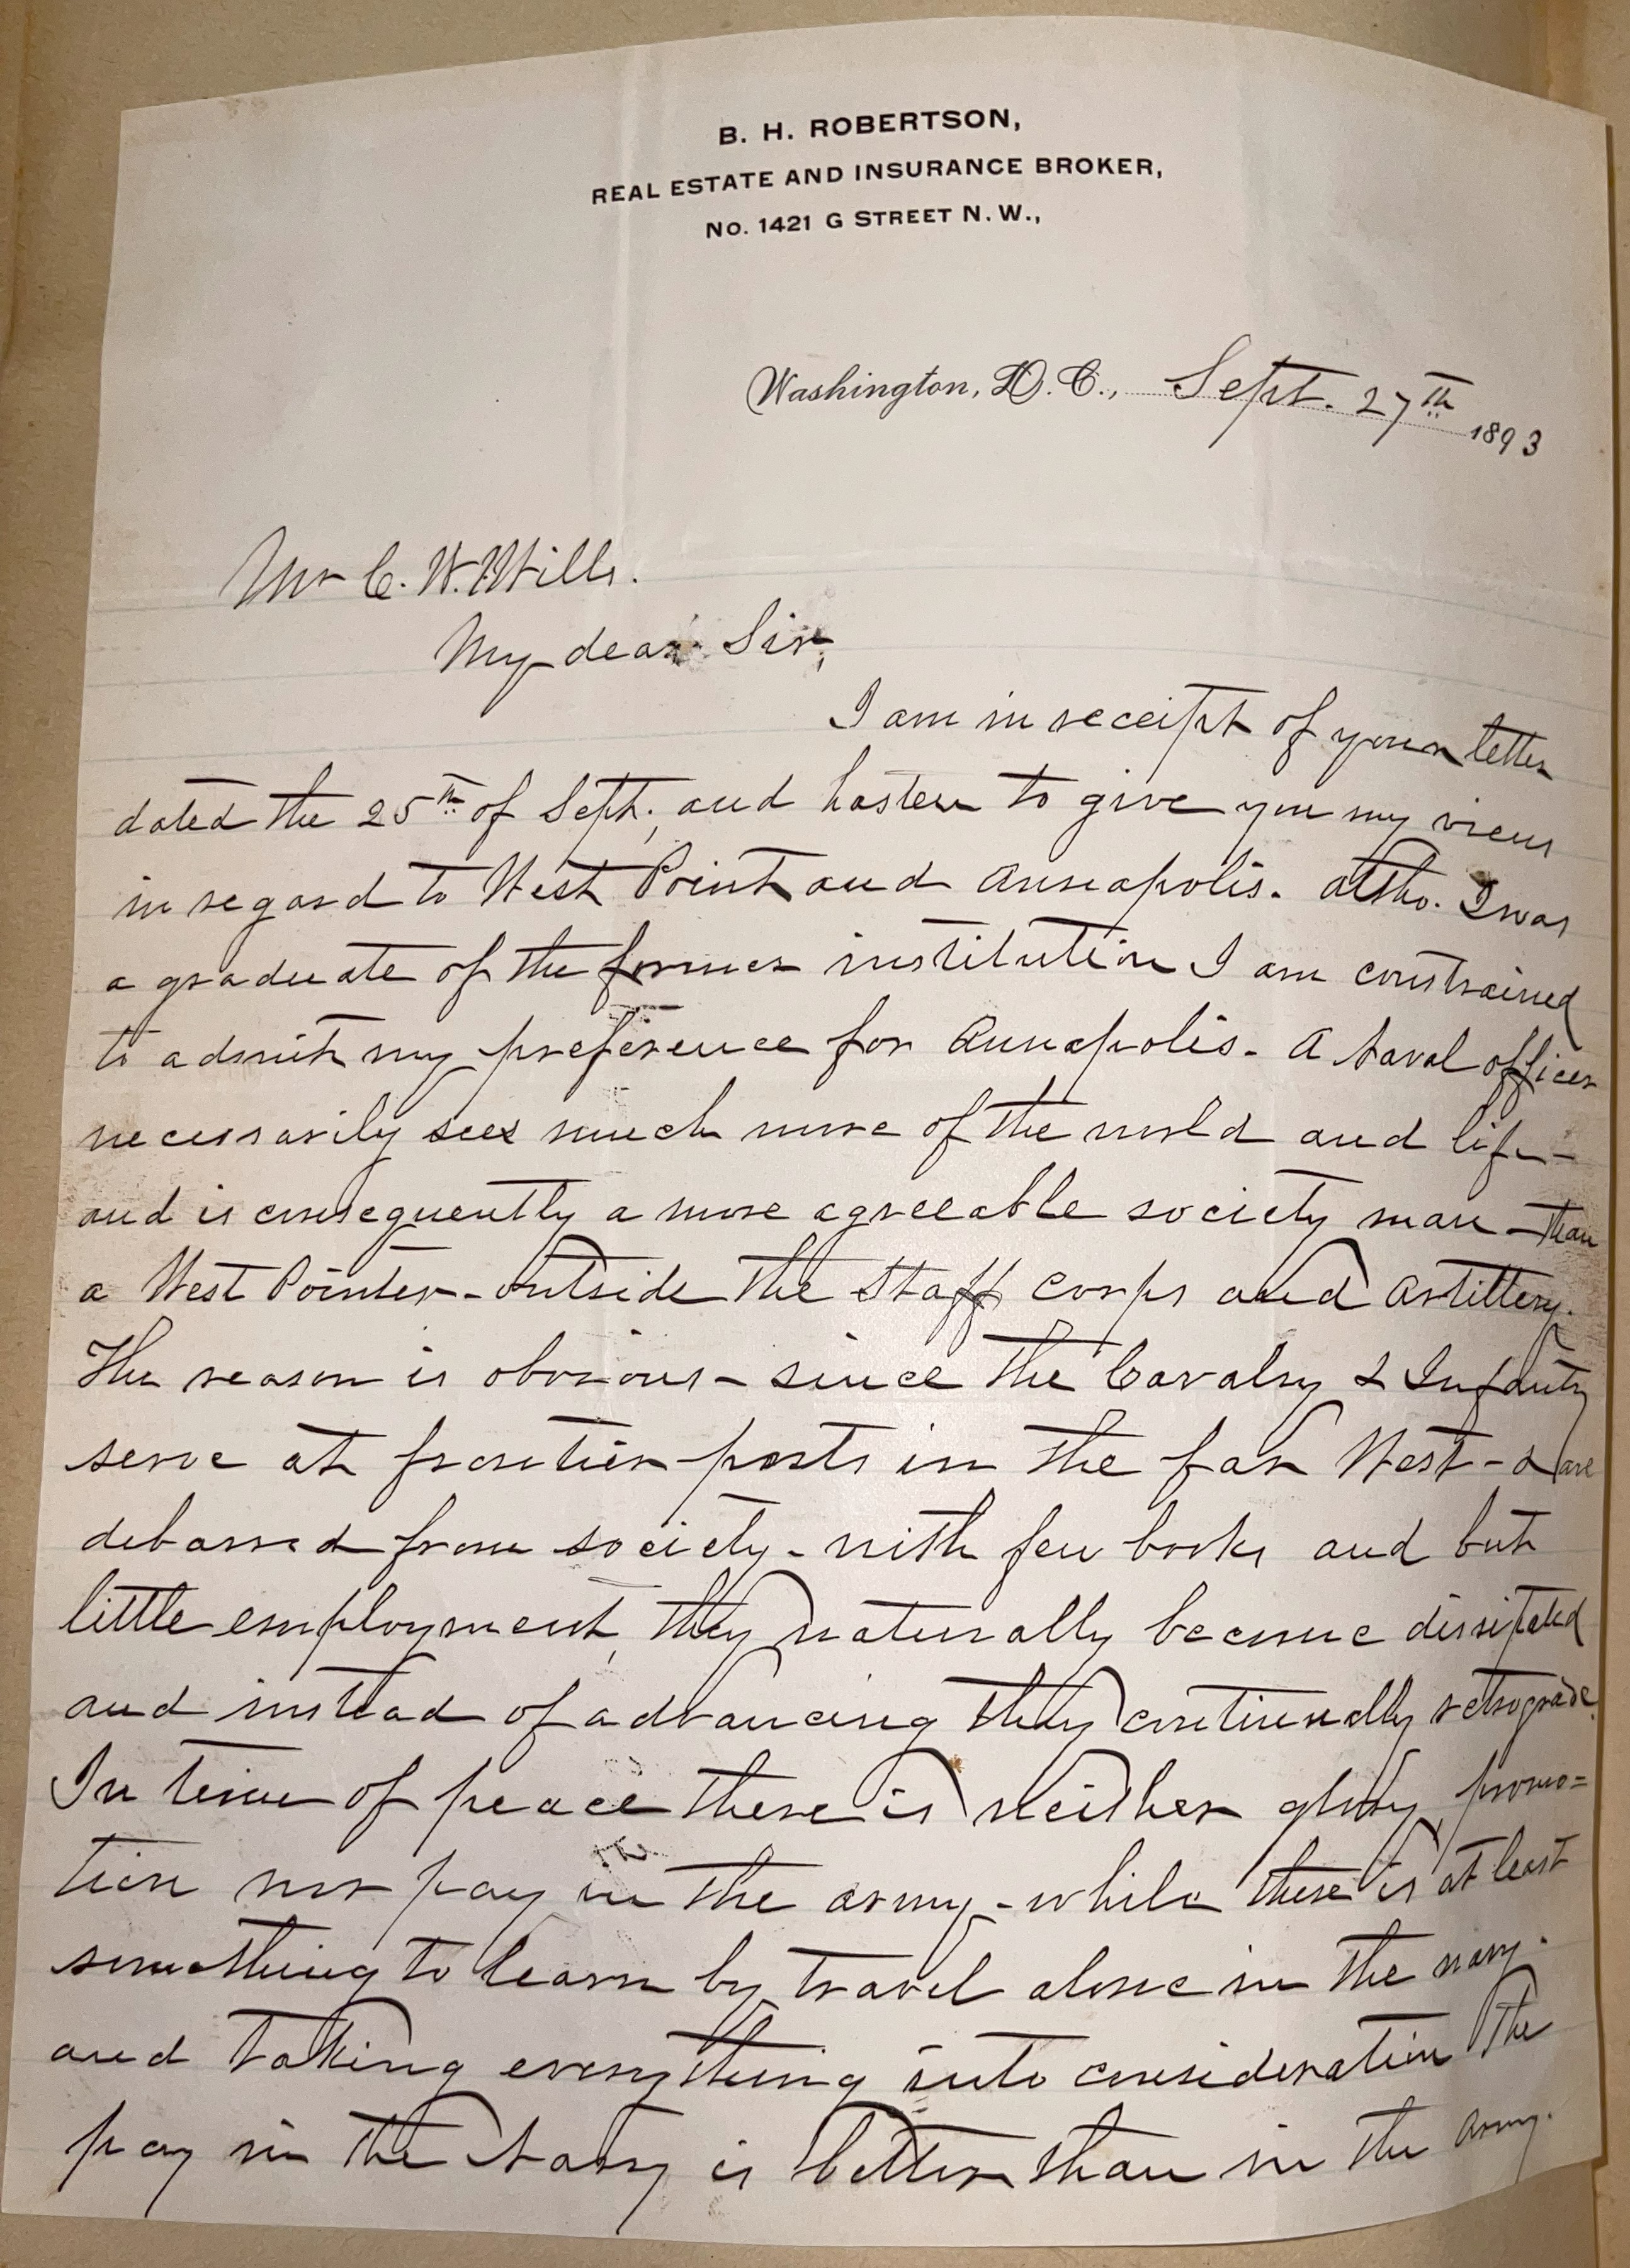 B. H. ROBERTSON,
REAL ESTATE AND INSURANCE BROKER,
No. 1421 G STREET N. W.,
Washington, D. C., Sept. 27th 1893
Mr C. W. Wills.
My dear Sir,
I am in receipt of your letter
dated the 25th of Sept., and hasten to give you my views
in regard to West Point and Annapolis. Altho. I was
a graduate of the former institution I am constrained
to admit my preference for Annapolis. A Naval officer
necessarily sees much more of the world and life -
and is consequently a more agreeable society man - than
a West Pointer - outside the Staff Corps and Artillery.
The reason is obvious - since the Cavalry & Infantry
serve at frontier posts in the far West - & are
debarred from society - with few books and but
little employment, they naturally become dissipated
and instead of advancing they continually retrograde.
In time of peace there is neither glory, promo=
tion nor pay in the army - while there is at least
something to learn by travel alone in the navy.
and taking everything into consideration the
pay in the Navy is better than in the Army.